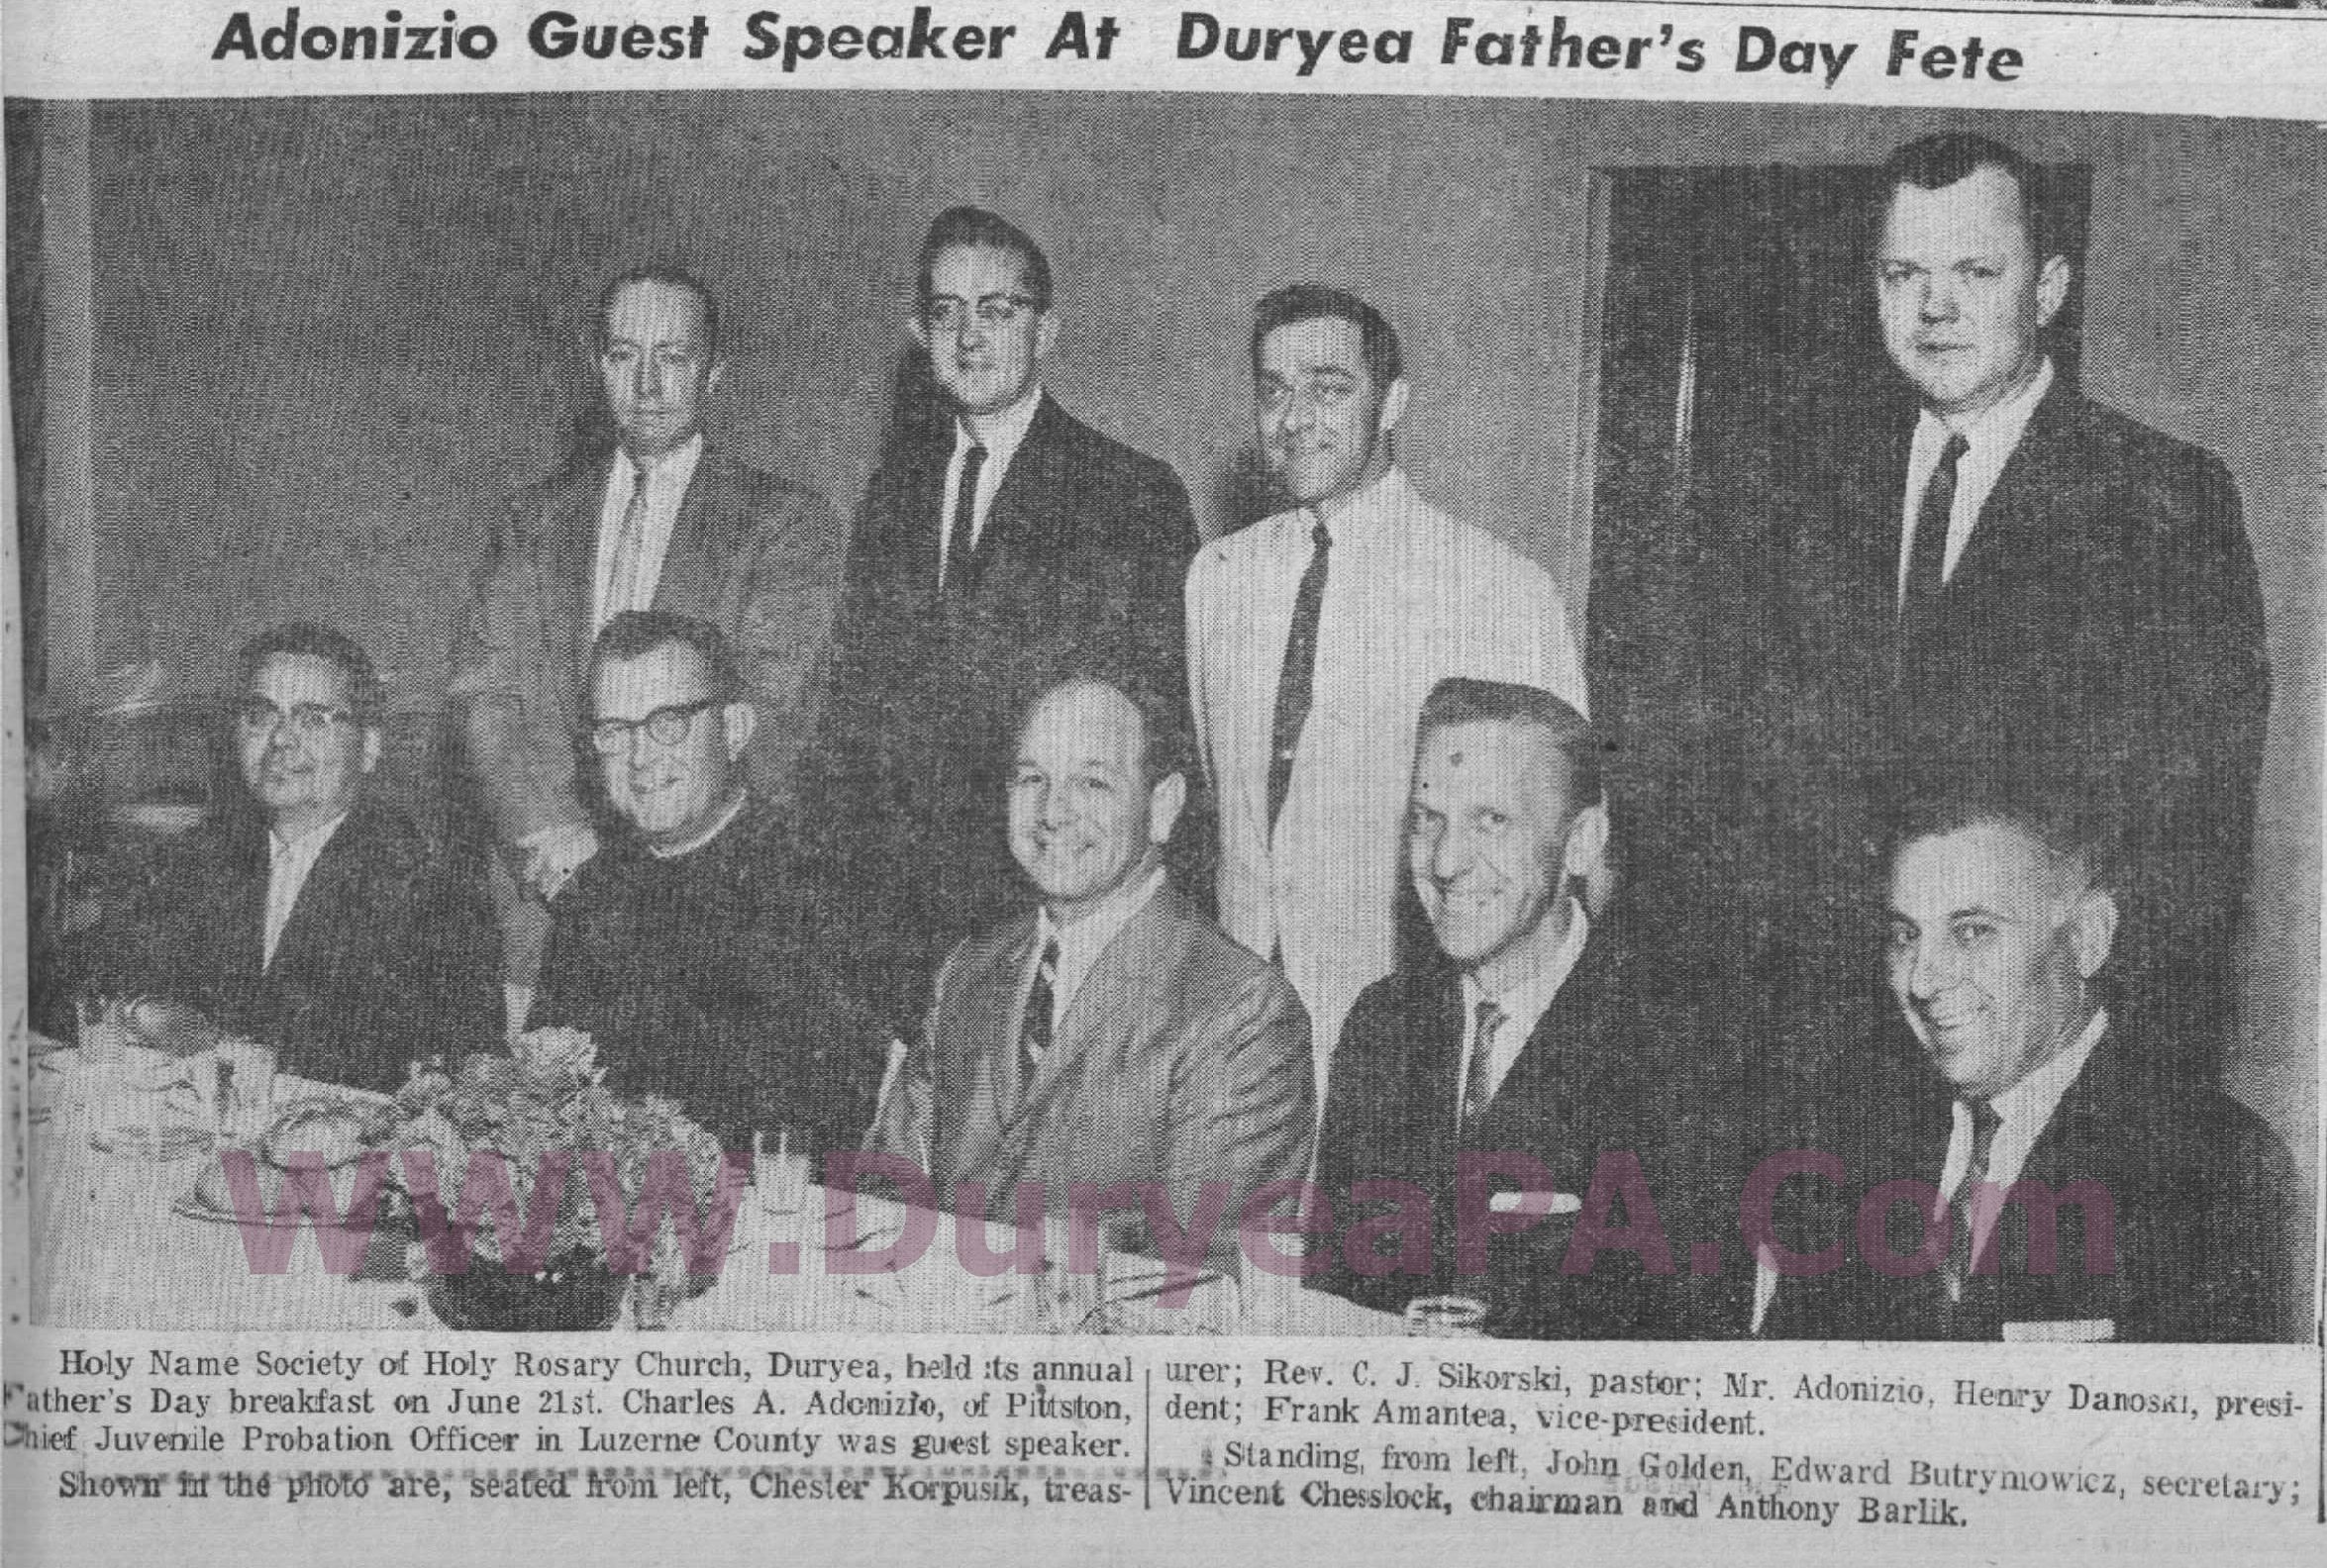 Adonizio Guest Speaker At Duryea Father's Day Fete
www.DuryeaPA.Com
Holy Name Society of Holy Rosary Church, Duryea, held its annual
Father's Day breakfast on June 21st. Charles A. Adonizio, of Pittston,
Chief Juvenile Probation Officer in Luzerne County was guest speaker.
Shown in the photo are, seated from left, Chester Korpusik, treas-
urer; Rev. C. J. Sikorski, pastor; Mr. Adonizio, Henry Danoski, presi-
dent; Frank Amantea, vice-president.
Standing, from left, John Golden, Edward Butrymowicz, secretary;
Vincent Chesslock, chairman and Anthony Barlik.